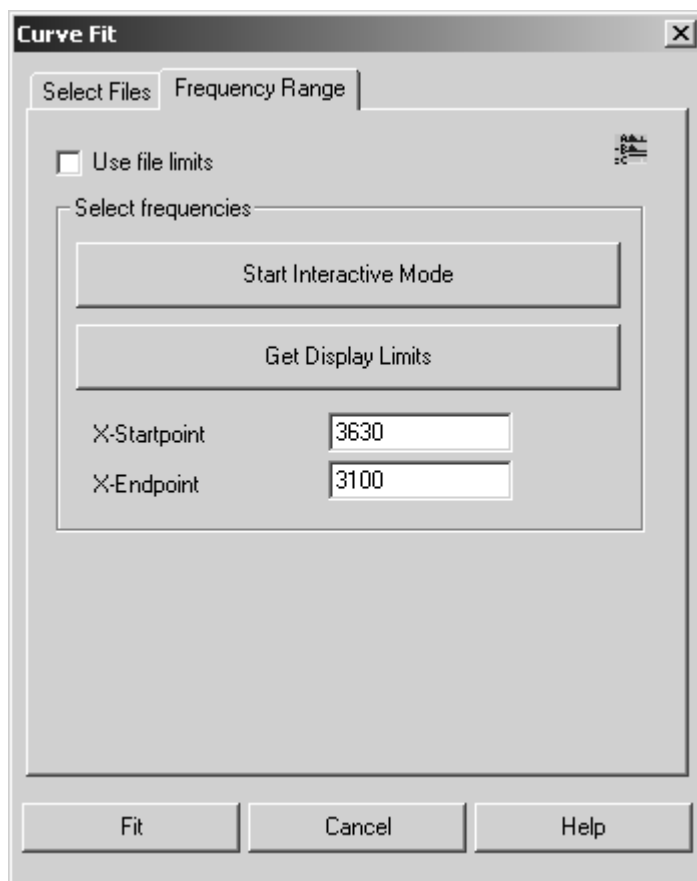 Curve Fit
Select Files
Frequency Range
Use file limits
Select frequencies
Start Interactive Mode
Get Display Limits
X-Startpoint 3630
X-Endpoint 3100
Fit Cancel Help